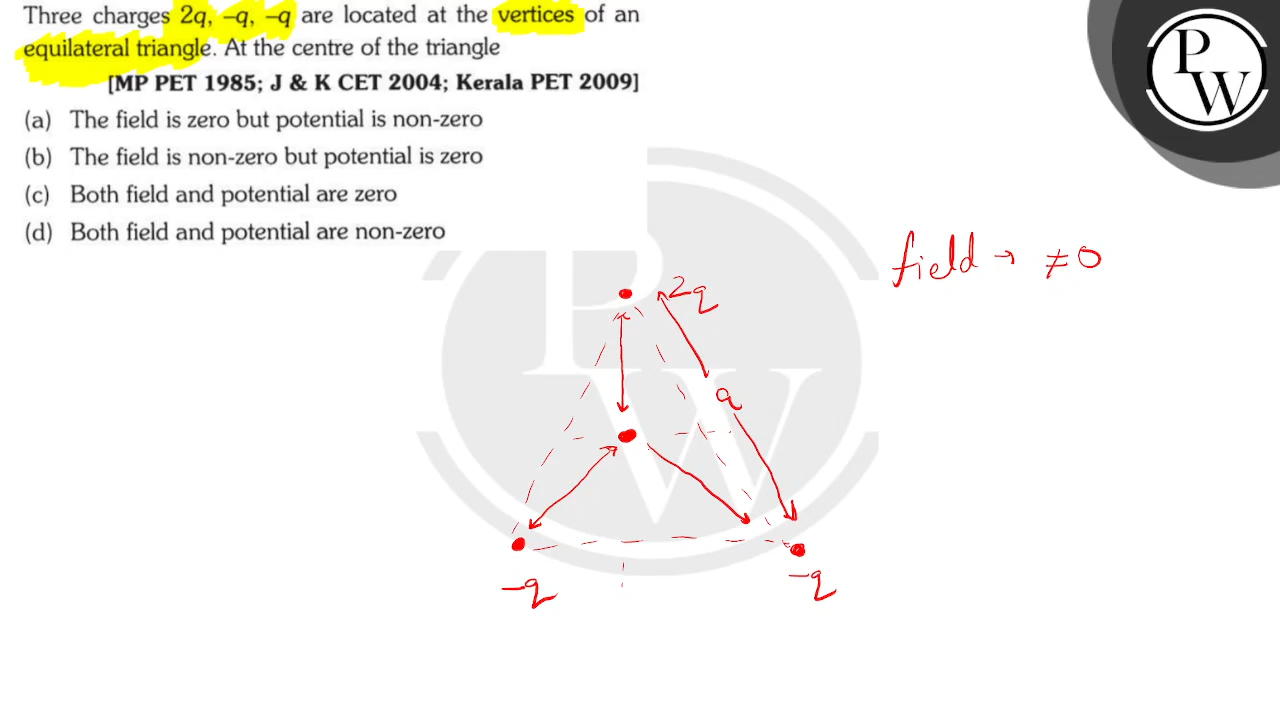 Three charges 2q, –q, –q are located at the vertices of an
equilateral triangle. At the centre of the triangle
[MP PET 1985; J & K CET 2004; Kerala PET 2009]
(a) The field is zero but potential is non-zero
(b) The field is non-zero but potential is zero
(c) Both field and potential are zero
(d) Both field and potential are non-zero
field → ≠0
2q
a
-q
-q
P
W
P
W